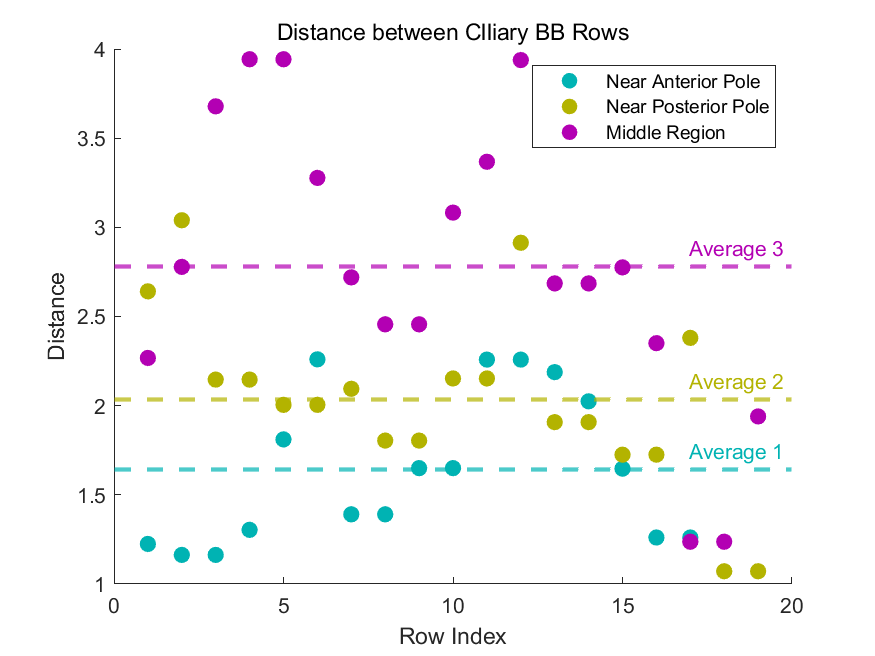 Distance between CIliary BB Rows
4
3.5
3
2.5
2
1.5
1
Distance
Near Anterior Pole
Near Posterior Pole
Middle Region
Average 3
Average 2
Average 1
0
5
10
15
20
Row Index